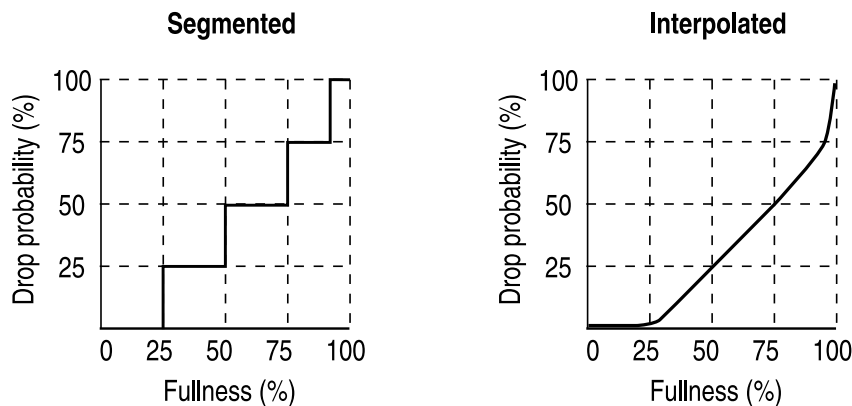 Segmented
Drop probability (%)
100
75
50
25
0 25 50 75 100
Fullness (%)
Interpolated
Drop probability (%)
100
75
50
25
0 25 50 75 100
Fullness (%)